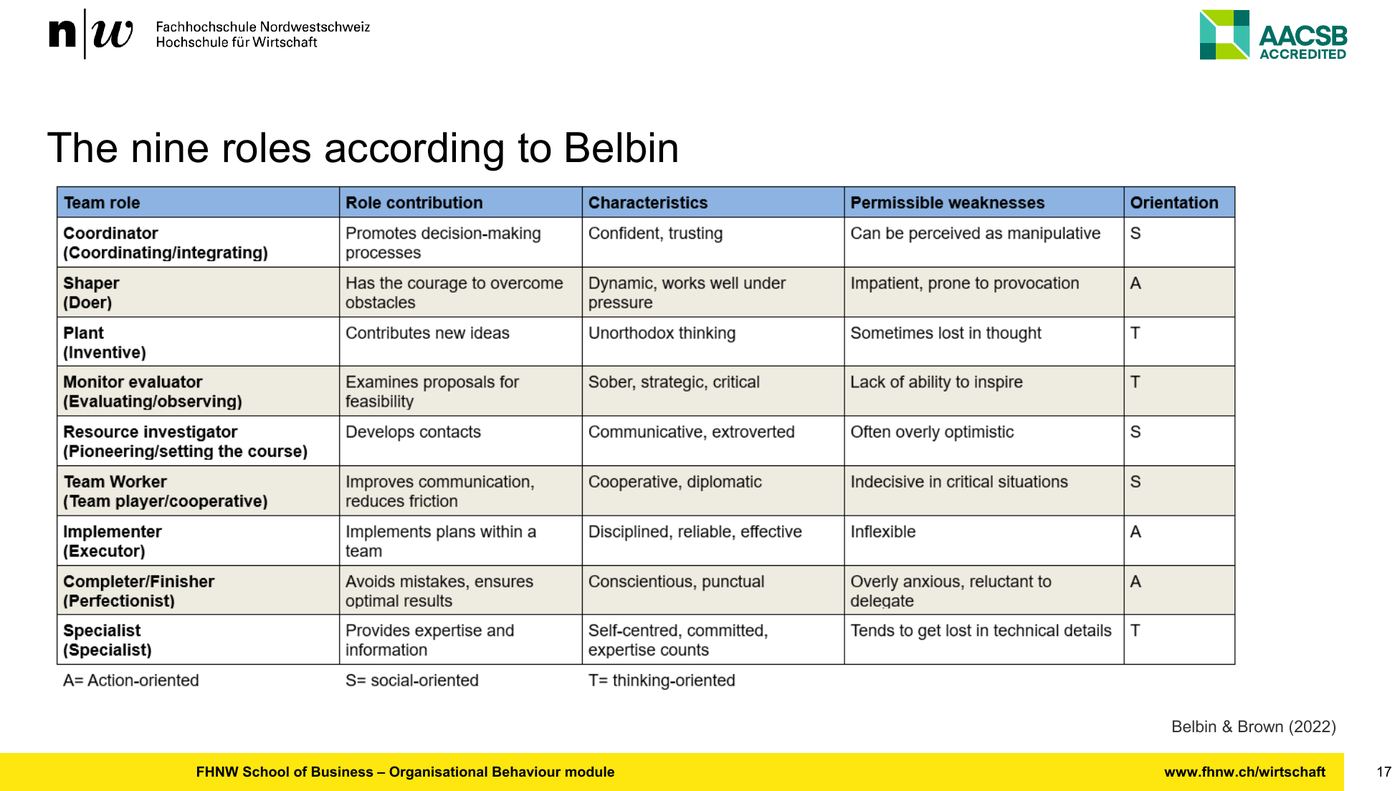 n|w Fachhochschule Nordwestschweiz
Hochschule für Wirtschaft
AACSB
ACCREDITED
The nine roles according to Belbin
Team role Role contribution Characteristics Permissible weaknesses Orientation
Coordinator Promotes decision-making Confident, trusting Can be perceived as manipulative S
(Coordinating/integrating) processes
Shaper Has the courage to overcome Dynamic, works well under Impatient, prone to provocation A
(Doer) obstacles pressure
Plant Contributes new ideas Unorthodox thinking Sometimes lost in thought T
(Inventive)
Monitor evaluator Examines proposals for Sober, strategic, critical Lack of ability to inspire T
(Evaluating/observing) feasibility
Resource investigator Develops contacts Communicative, extroverted Often overly optimistic S
(Pioneering/setting the course)
Team Worker Improves communication, Cooperative, diplomatic Indecisive in critical situations S
(Team player/cooperative) reduces friction
Implementer Implements plans within a Disciplined, reliable, effective Inflexible A
(Executor) team
Completer/Finisher Avoids mistakes, ensures Conscientious, punctual Overly anxious, reluctant to A
(Perfectionist) optimal results delegate
Specialist Provides expertise and Self-centred, committed, Tends to get lost in technical details T
(Specialist) information expertise counts
A= Action-oriented S= social-oriented T= thinking-oriented
Belbin & Brown (2022)
FHNW School of Business – Organisational Behaviour module www.fhnw.ch/wirtschaft 17